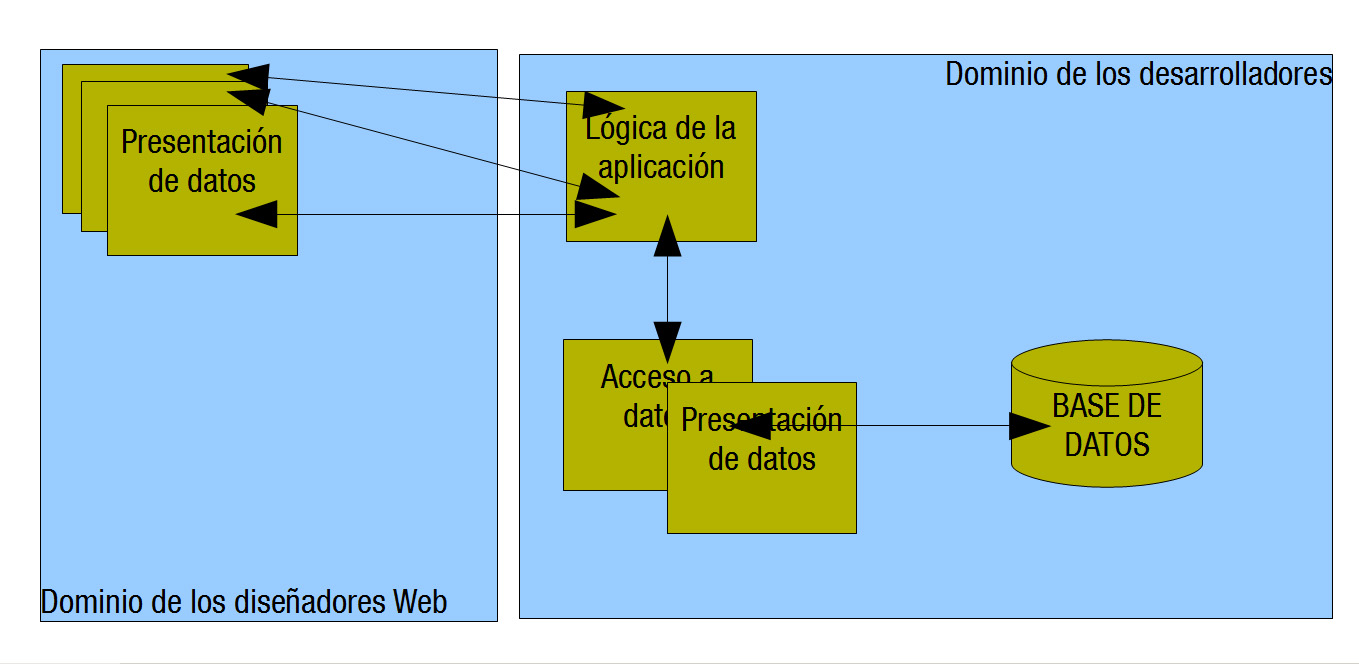 Dominio de los desarrolladores
Presentación
de datos
Lógica de la
aplicación
Acceso a
Presentación
de datos
BASE DE
DATOS
Dominio de los diseñadores Web